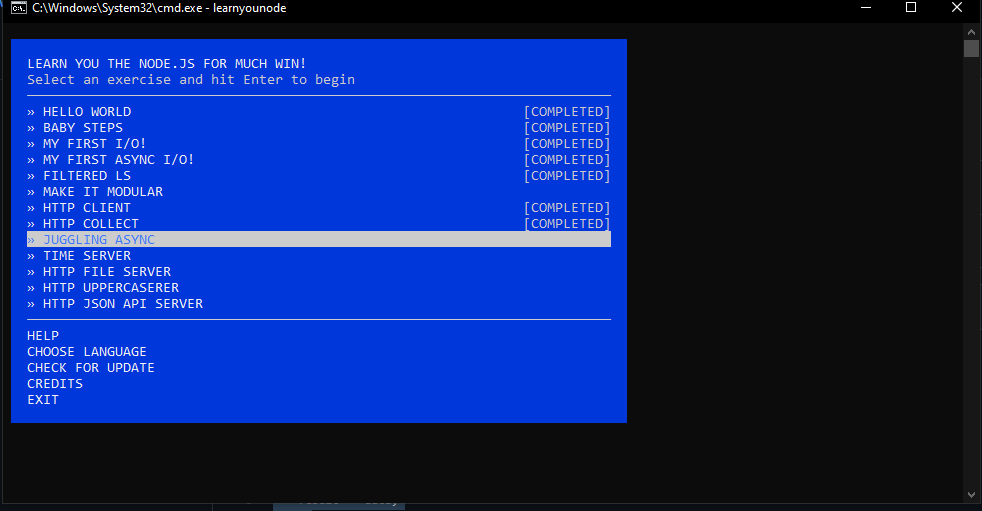 C:\Windows\System32\cmd.exe - learnyounode
LEARN YOU THE NODE.JS FOR MUCH WIN!
Select an exercise and hit Enter to begin
» HELLO WORLD [COMPLETED]
» BABY STEPS [COMPLETED]
» MY FIRST I/O! [COMPLETED]
» MY FIRST ASYNC I/O! [COMPLETED]
» FILTERED LS [COMPLETED]
» MAKE IT MODULAR
» HTTP CLIENT [COMPLETED]
» HTTP COLLECT [COMPLETED]
» JUGGLING ASYNC
» TIME SERVER
» HTTP FILE SERVER
» HTTP UPPERCASERER
» HTTP JSON API SERVER
HELP
CHOOSE LANGUAGE
CHECK FOR UPDATE
CREDITS
EXIT